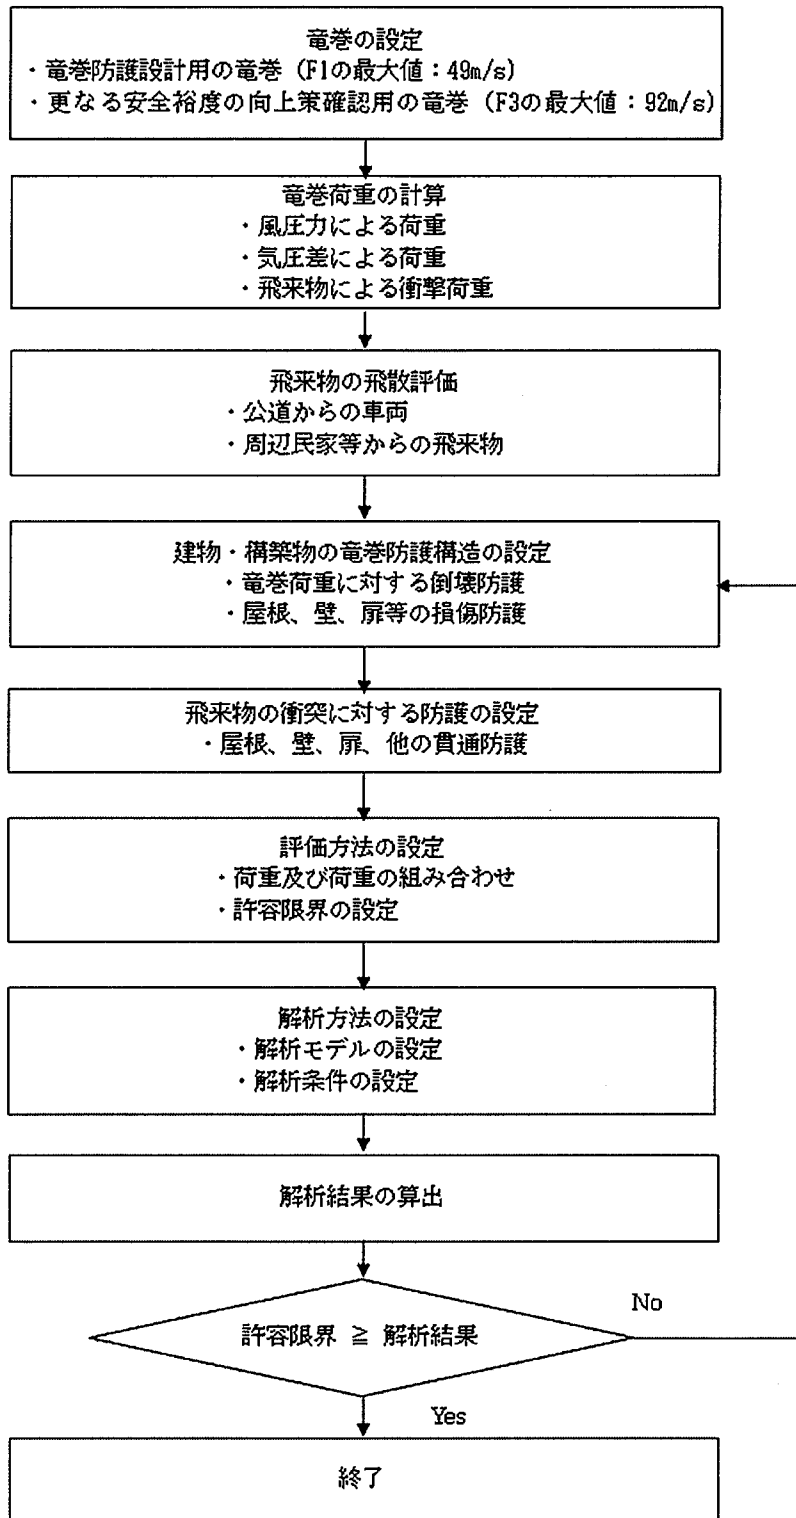 竜巻の設定
・竜巻防護設計用の竜巻 (F1の最大値：49m/s)
・更なる安全裕度の向上策確認用の竜巻 (F3の最大値：92m/s)
竜巻荷重の計算
・風圧力による荷重
・気圧差による荷重
・飛来物による衝撃荷重
飛来物の飛散評価
・公道からの車両
・周辺民家等からの飛来物
建物・構築物の竜巻防護構造の設定
・竜巻荷重に対する倒壊防護
・屋根、壁、扉等の損傷防護
飛来物の衝突に対する防護の設定
・屋根、壁、扉、他の貫通防護
評価方法の設定
・荷重及び荷重の組み合わせ
・許容限界の設定
解析方法の設定
・解析モデルの設定
・解析条件の設定
解析結果の算出
許容限界 ≧ 解析結果
No
Yes
終了